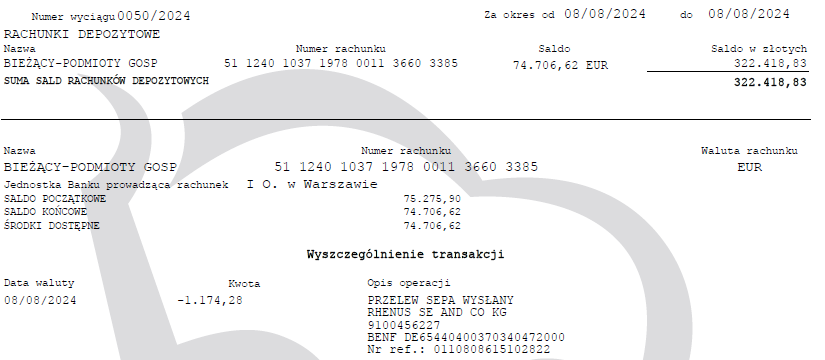 Numer wyciągu 0050/2024 Za okres od 08/08/2024 do 08/08/2024
RACHUNKI DEPOZYTOWE
Nazwa Numer rachunku Saldo Saldo w złotych
BIEŻĄCY-PODMIOTY GOSP 51 1240 1037 1978 0011 3660 3385 74.706,62 EUR 322.418,83
SUMA SALD RACHUNKÓW DEPOZYTOWYCH 322.418,83
Nazwa Numer rachunku Waluta rachunku
BIEŻĄCY-PODMIOTY GOSP 51 1240 1037 1978 0011 3660 3385 EUR
Jednostka Banku prowadząca rachunek I O. w Warszawie
SALDO POCZĄTKOWE 75.275,90
SALDO KOŃCOWE 74.706,62
ŚRODKI DOSTĘPNE 74.706,62
Wyszczególnienie transakcji
Data waluty Kwota Opis operacji
08/08/2024 -1.174,28 PRZELEW SEPA WYSŁANY
RHENUS SE AND CO KG
9100456227
BENF DE65440400370340472000
Nr ref.: 0110808615102822